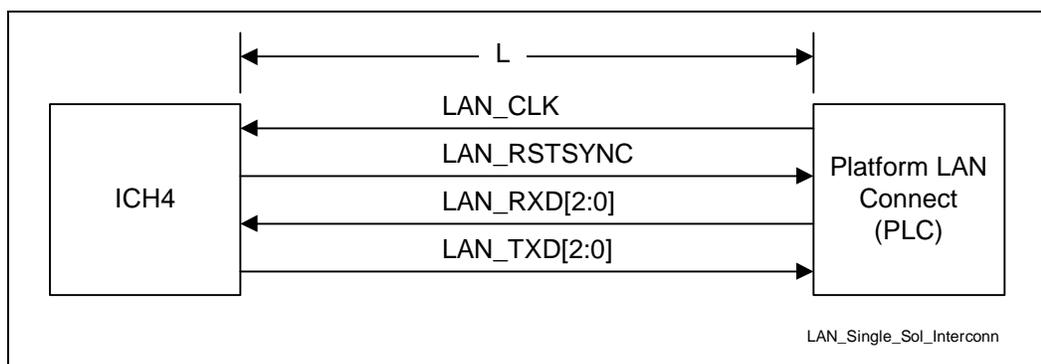 L
LAN_CLK
LAN_RSTSYNC
ICH4
LAN_RXD[2:0]
LAN_TXD[2:0]
Platform LAN
Connect
(PLC)
LAN_Single_Sol_Interconn